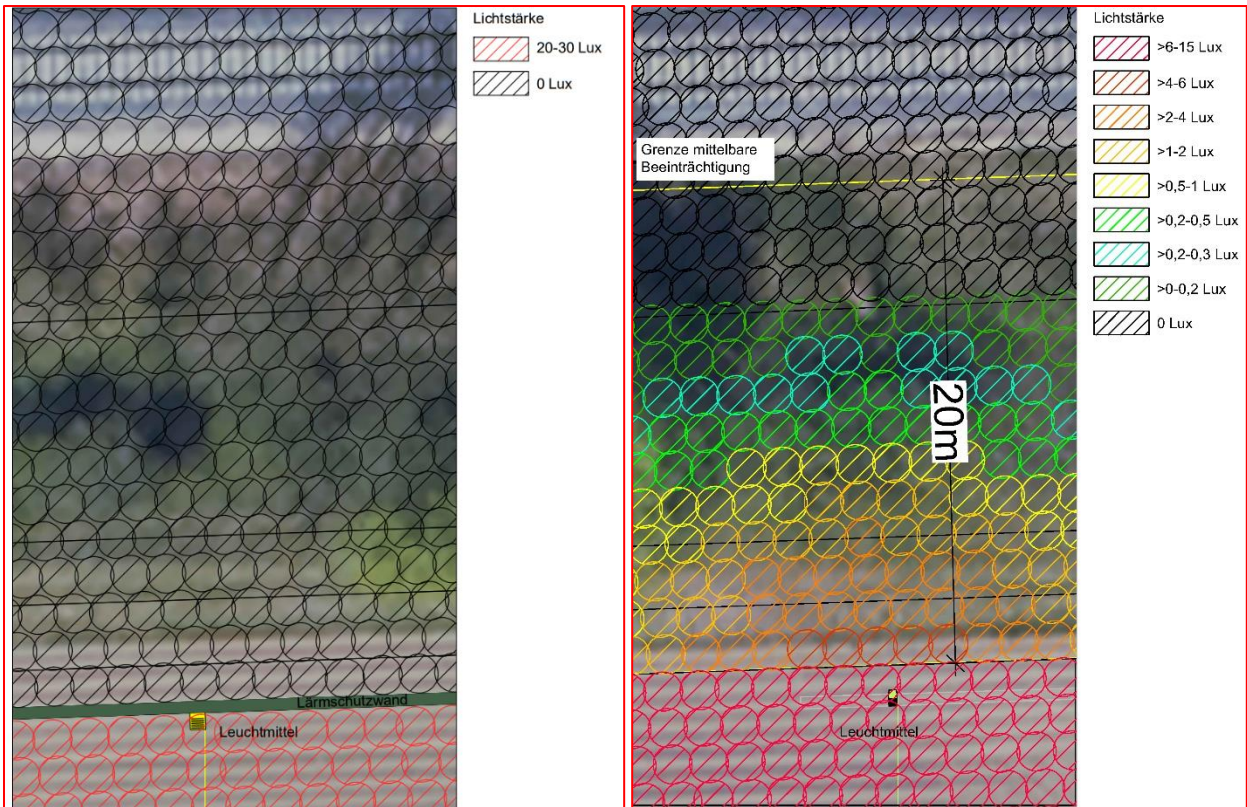 Lichtstärke
20-30 Lux
0 Lux
Lärmschutzwand
Leuchtmittel
Lichtstärke
>6-15 Lux
>4-6 Lux
>2-4 Lux
>1-2 Lux
>0,5-1 Lux
>0,2-0,5 Lux
>0,2-0,3 Lux
>0-0,2 Lux
0 Lux
Grenze mittelbare
Beeinträchtigung
20m
Leuchtmittel